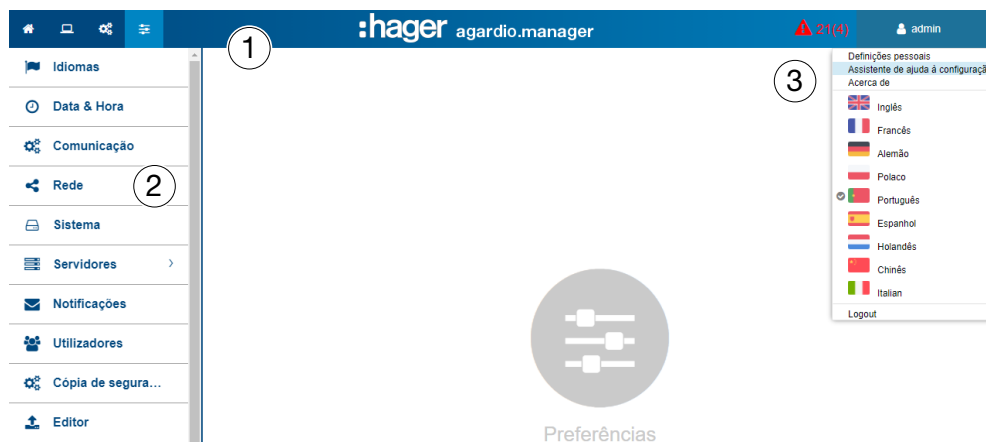 :hager agardio.manager
21(4)
admin
1
Idiomas
Data & Hora
Comunicação
2
Rede
Sistema
Servidores
Notificações
Utilizadores
Cópia de segura...
Editor
Preferências
3
Definições pessoais
Assistente de ajuda á configuraçã
Acerca de
Inglês
Francês
Alemão
Polaco
Português
Espanhol
Holandês
Chinês
Italian
Logout